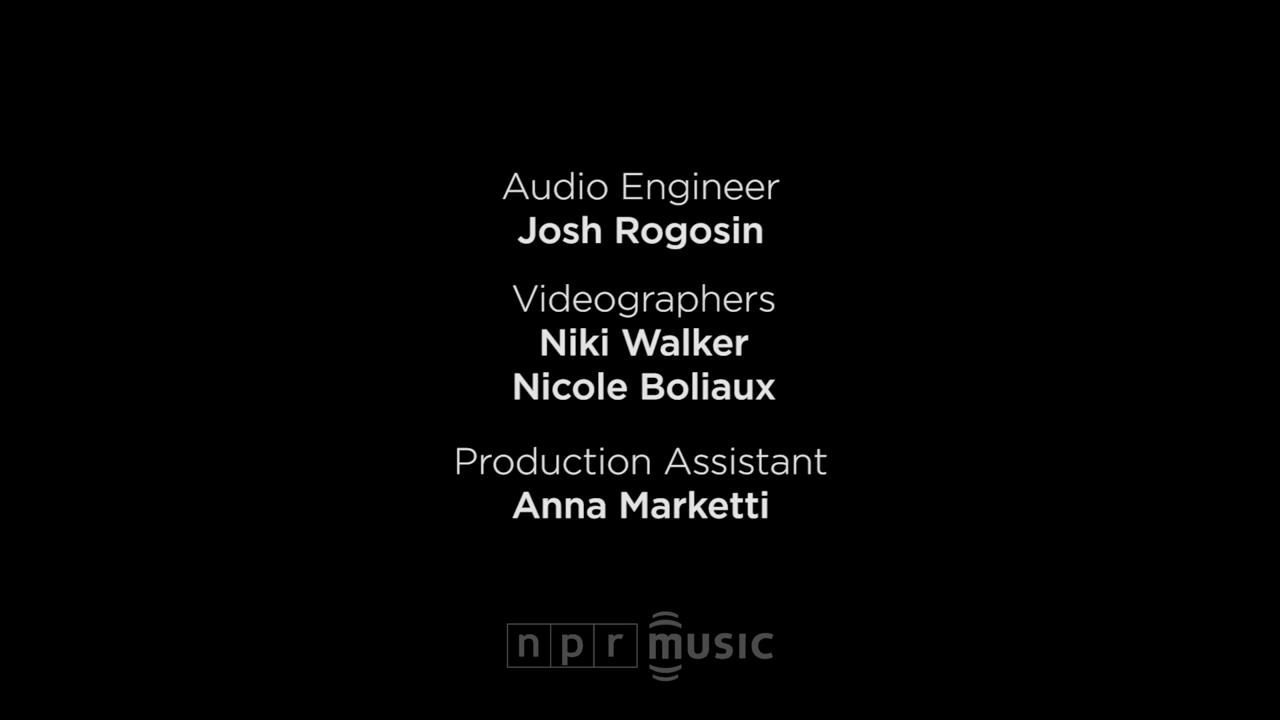 Audio Engineer
Josh Rogosin
Videographers
Niki Walker
Nicole Boliaux
Production Assistant
Anna Marketti
npr music